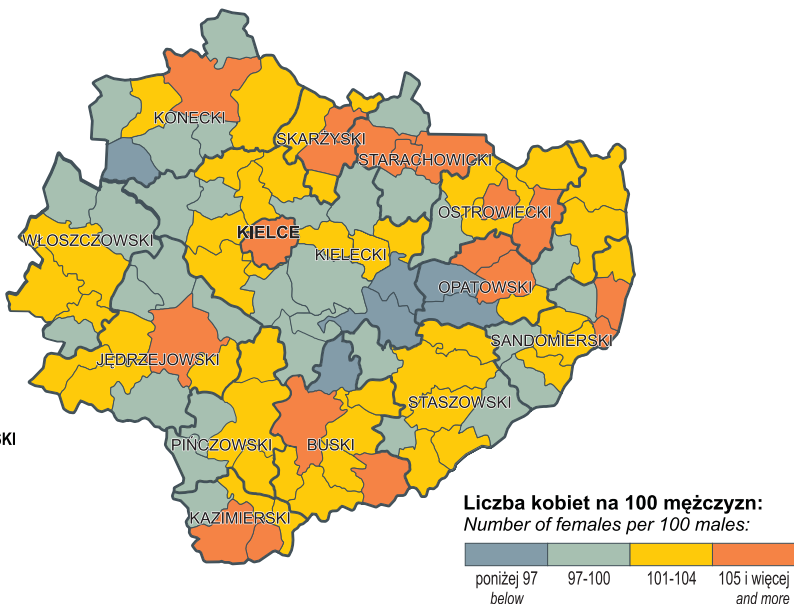 KONECKI
SKARŻYSKI
STARACHOWICKI
OSTROWIECKI
KIELCE
WŁOSZCZOWSKI
KIELECKI
OPATOWSKI
SANDOMIERSKI
JĘDRZEJOWSKI
STASZOWSKI
SKI
PIŃCZOWSKI
BUSKI
KAZIMIERSKI
Liczba kobiet na 100 mężczyzn:
Number of females per 100 males:
poniżej 97
97-100
101-104
105 i więcej
below
and more